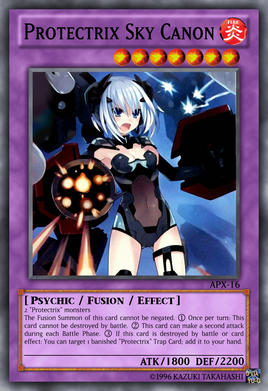 PROTECTRIX SKY CANON
FIRE
炎
APX-16
[ PSYCHIC / FUSION / EFFECT ]
2 "Protectrix" monsters
The Fusion Summon of this card cannot be negated. ① Once per turn: This
card cannot be destroyed by battle. ② This card can make a second attack
during each Battle Phase. ③ If this card is destroyed by battle or card
effect: You can target 1 banished "Protectrix" Trap Card; add it to your hand.
ATK/1800 DEF/2200
©1996 KAZUKI TAKAHASHI